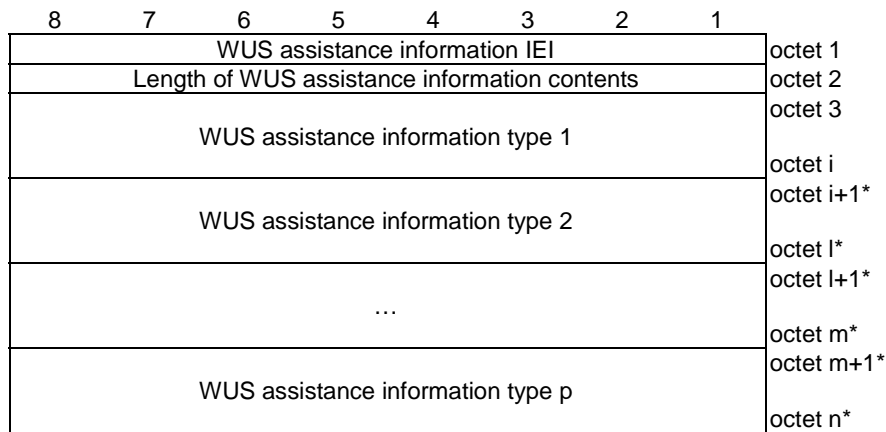 8 7 6 5 4 3 2 1
WUS assistance information IEI octet 1
Length of WUS assistance information contents octet 2
octet 3
WUS assistance information type 1
octet i
octet i+1*
WUS assistance information type 2
octet l*
octet l+1*
…
octet m*
octet m+1*
WUS assistance information type p
octet n*